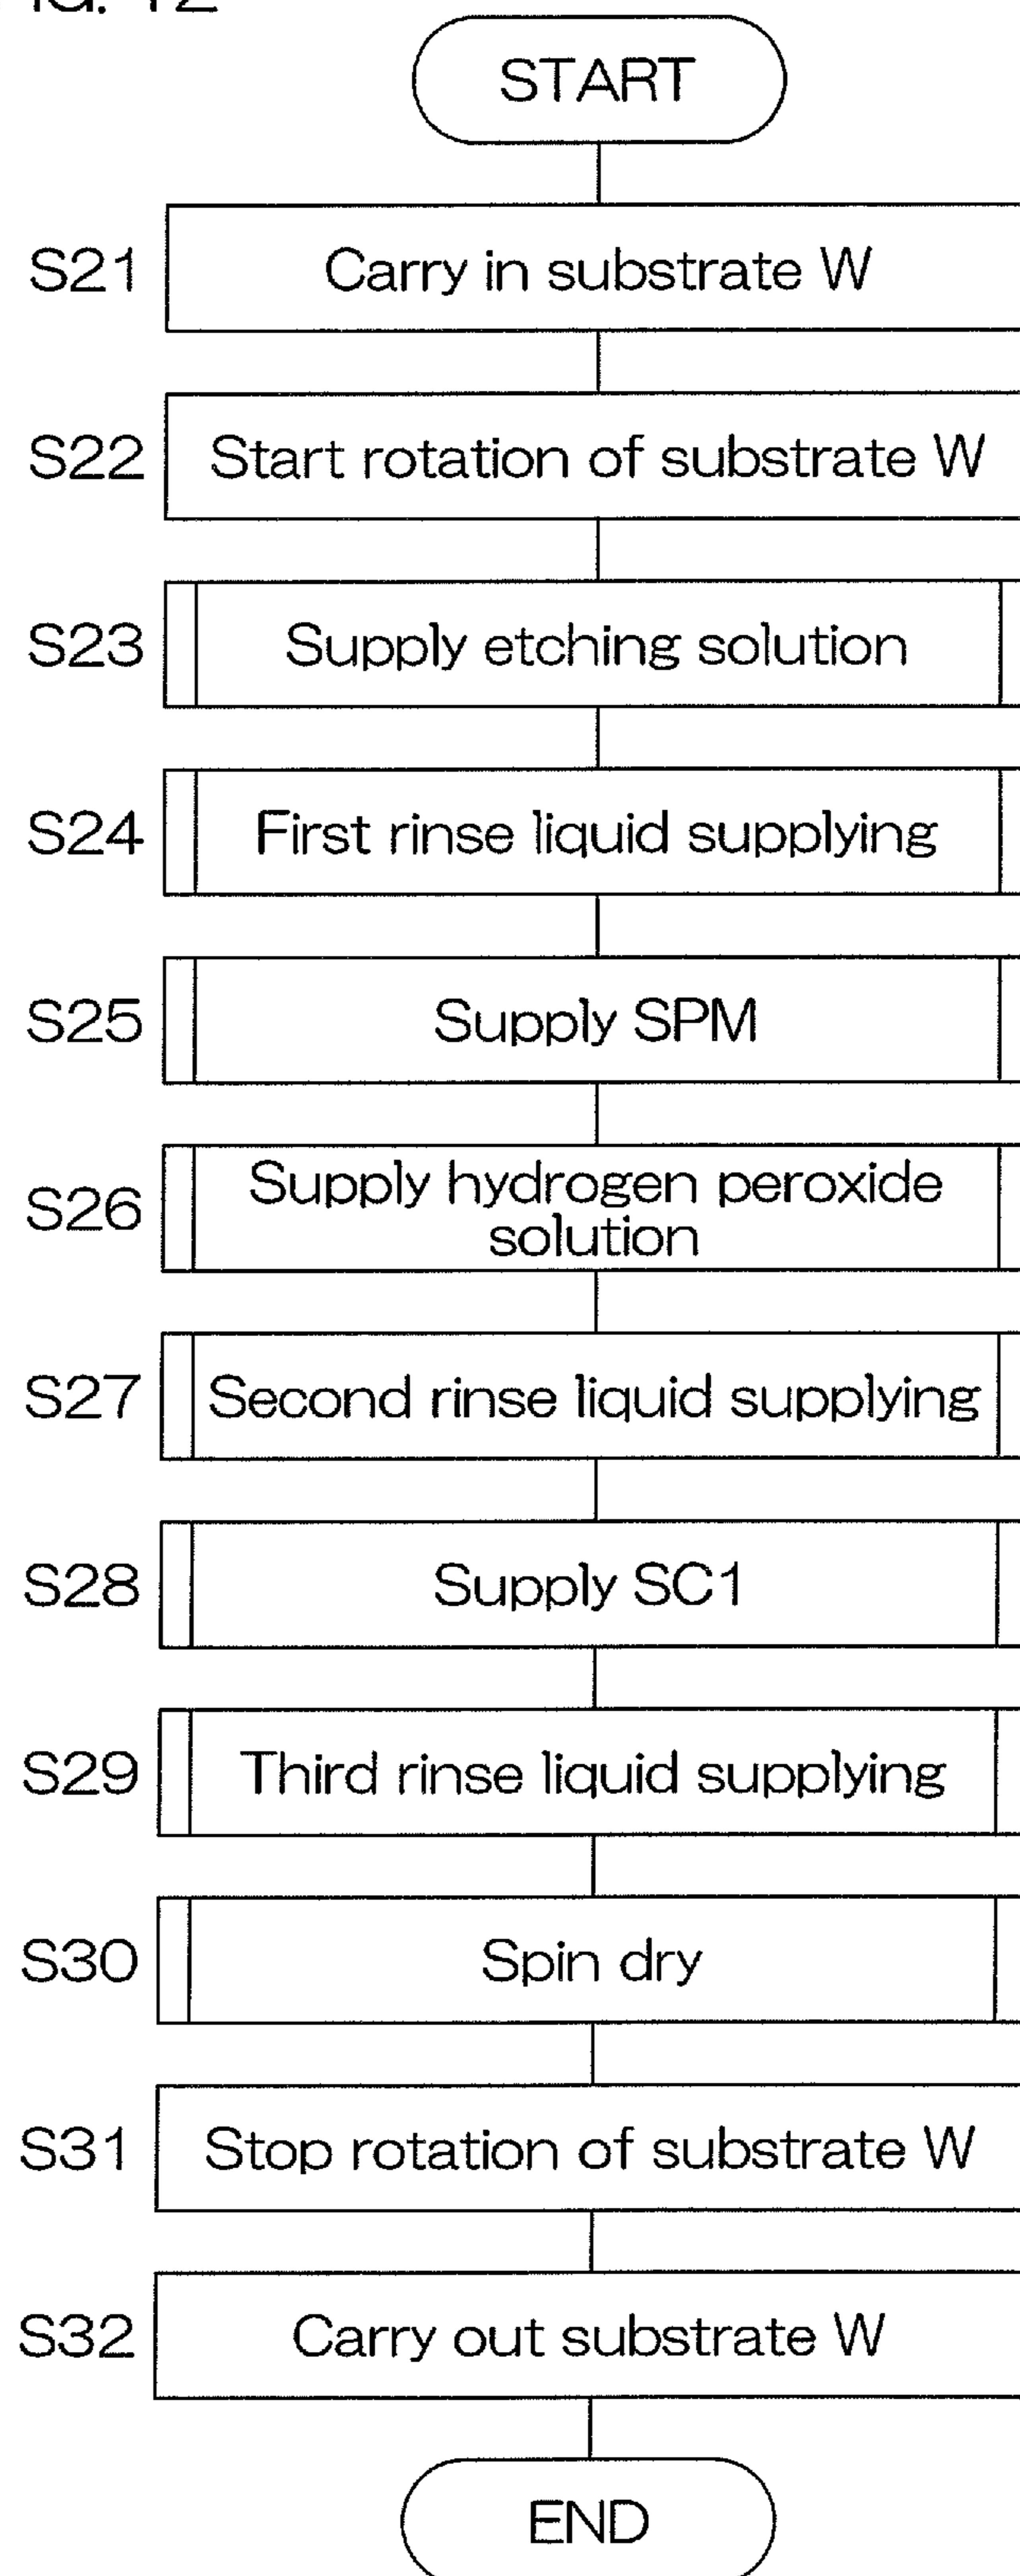 FIG. 12
START
S21 Carry in substrate W
S22 Start rotation of substrate W
S23 Supply etching solution
S24 First rinse liquid supplying
S25 Supply SPM
S26 Supply hydrogen peroxide
solution
S27 Second rinse liquid supplying
S28 Supply SC1
S29 Third rinse liquid supplying
S30 Spin dry
S31 Stop rotation of substrate W
S32 Carry out substrate W
END